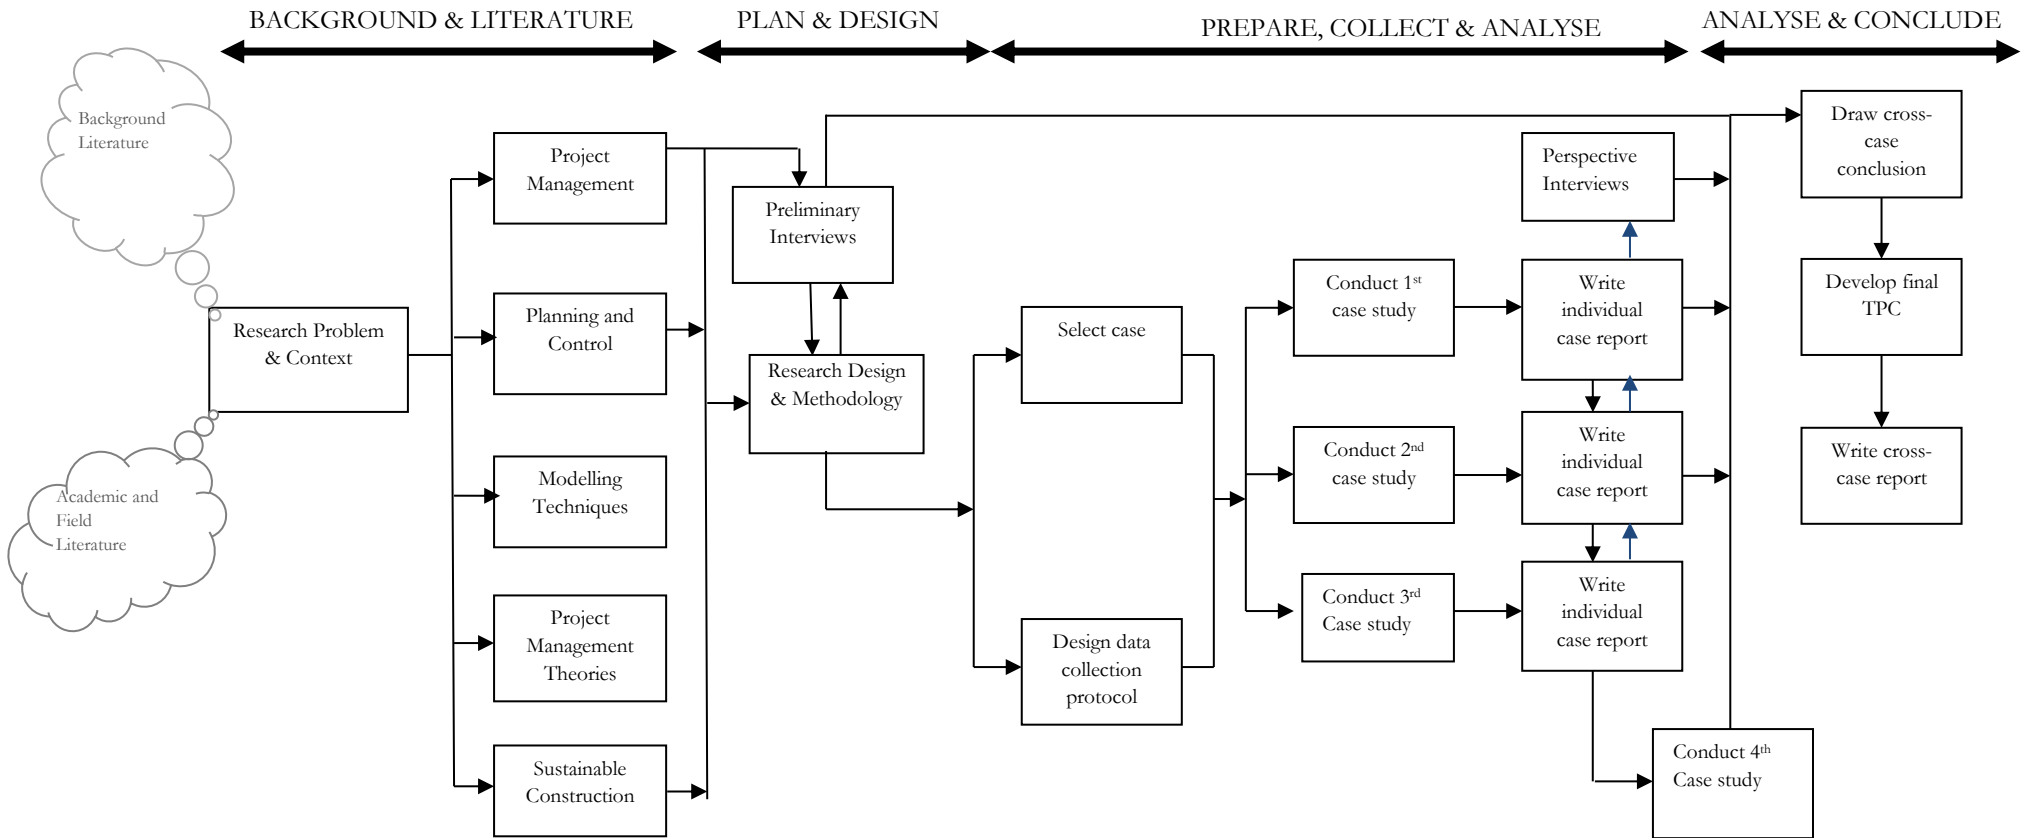 BACKGROUND & LITERATURE
PLAN & DESIGN
PREPARE, COLLECT & ANALYSE
ANALYSE & CONCLUDE
Background
Literature
Academic and
Field
Literature
Research Problem
& Context
Project
Management
Planning and
Control
Modelling
Techniques
Project
Management
Theories
Sustainable
Construction
Preliminary
Interviews
Research Design
& Methodology
Select case
Design data
collection
protocol
Conduct 1st
case study
Conduct 2nd
case study
Conduct 3rd
Case study
Perspective
Interviews
Write
individual
case report
Write
individual
case report
Write
individual
case report
Conduct 4th
Case study
Draw cross-
case
conclusion
Develop final
TPC
Write cross-
case report